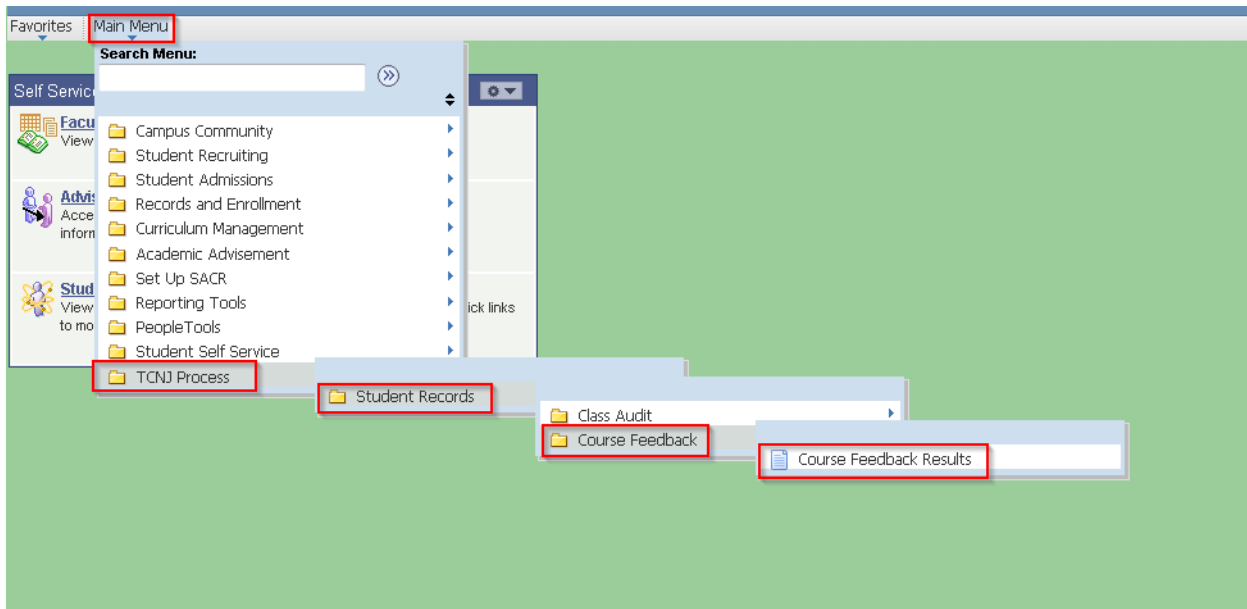 Favorites Main Menu
Search Menu:
Self Service
Campus Community
Student Recruiting
Student Admissions
Records and Enrollment
Curriculum Management
Academic Advisement
Set Up SACR
Reporting Tools
PeopleTools
Student Self Service
TCNJ Process
Facu
View
Advis
Acce
inform
Stud
View
ick links
to mo
Student Records
Class Audit
Course Feedback
Course Feedback Results